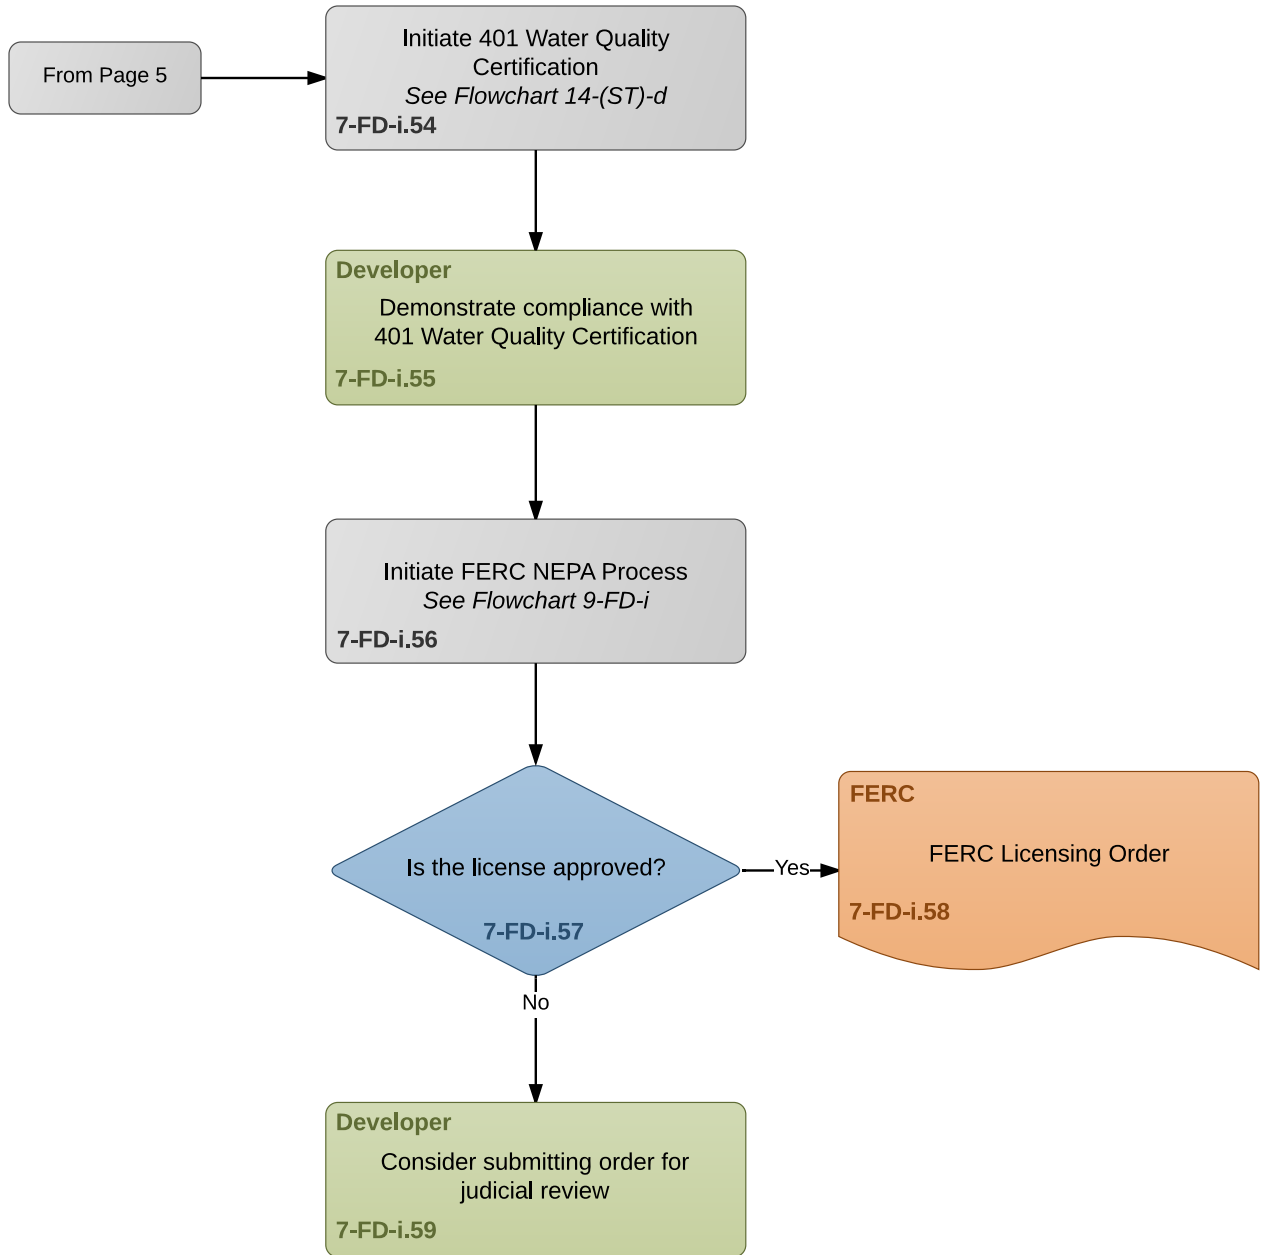 From Page 5
Initiate 401 Water Quality
Certification
See Flowchart 14-(ST)-d
7-FD-i.54
Developer
Demonstrate compliance with
401 Water Quality Certification
7-FD-i.55
Initiate FERC NEPA Process
See Flowchart 9-FD-i
7-FD-i.56
Is the license approved?
7-FD-i.57
Yes
FERC
FERC Licensing Order
7-FD-i.58
No
Developer
Consider submitting order for
judicial review
7-FD-i.59